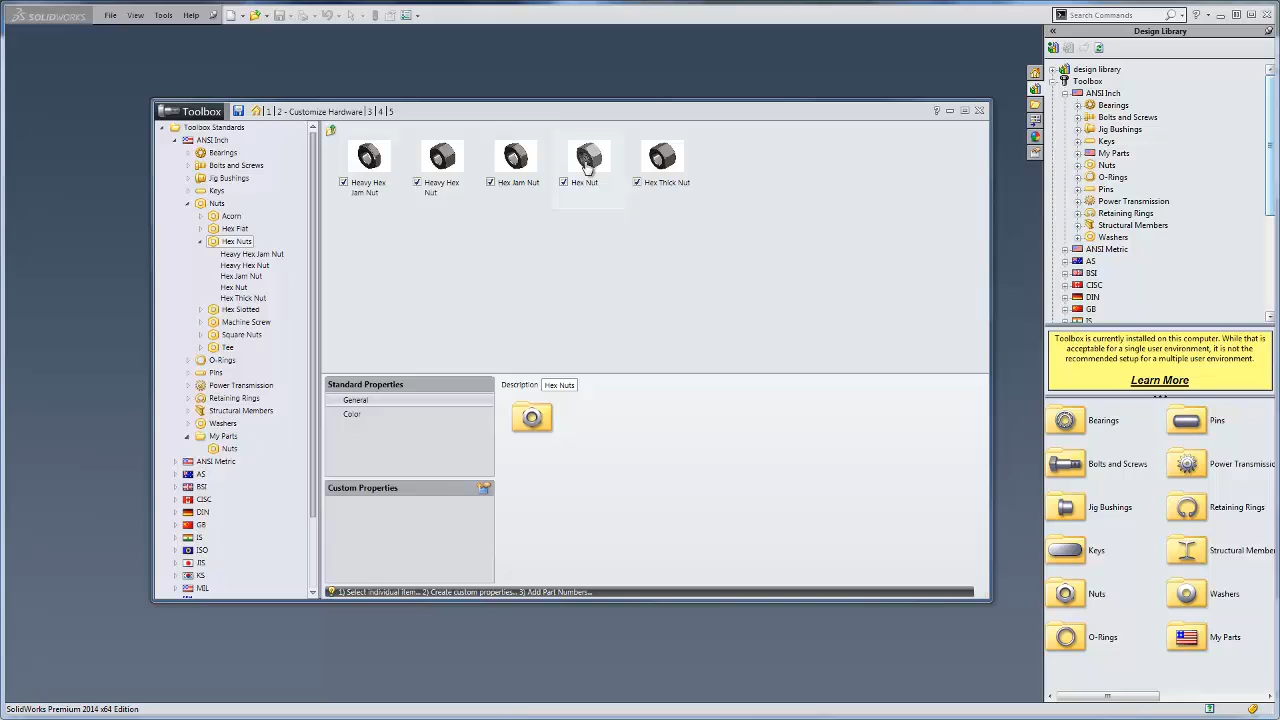 SOLIDWORKS
File
View
Tools
Help
Search Commands
Toolbox
1
2 - Customize Hardware
3
4
5
Toolbox Standards
ANSI Inch
Bearings
Bolts and Screws
Jig Bushings
Keys
Nuts
Acorn
Hex Flat
Hex Nuts
Heavy Hex Jam Nut
Heavy Hex Nut
Hex Jam Nut
Hex Nut
Hex Thick Nut
Hex Slotted
Machine Screw
Square Nuts
Tee
O-Rings
Pins
Power Transmission
Retaining Rings
Structural Members
Washers
My Parts
Nuts
ANSI Metric
AS
BSI
CISC
DIN
GB
IS
ISO
JIS
KS
MIL
Heavy Hex
Jam Nut
Heavy Hex
Nut
Hex Jam Nut
Hex Nut
Hex Thick Nut
Standard Properties
General
Color
Description
Hex Nuts
Custom Properties
1) Select individual item... 2) Create custom properties... 3) Add Part Numbers...
Design Library
design library
Toolbox
ANSI Inch
Bearings
Bolts and Screws
Jig Bushings
Keys
My Parts
Nuts
O-Rings
Pins
Power Transmission
Retaining Rings
Structural Members
Washers
ANSI Metric
AS
BSI
CISC
DIN
GB
IS
Toolbox is currently installed on this computer. While that is
acceptable for a single user environment, it is not the
recommended setup for a multiple user environment.
Learn More
Bearings
Pins
Bolts and Screws
Power Transmissio
Jig Bushings
Retaining Rings
Keys
Structural Member
Nuts
Washers
O-Rings
My Parts
SolidWorks Premium 2014 x64 Edition